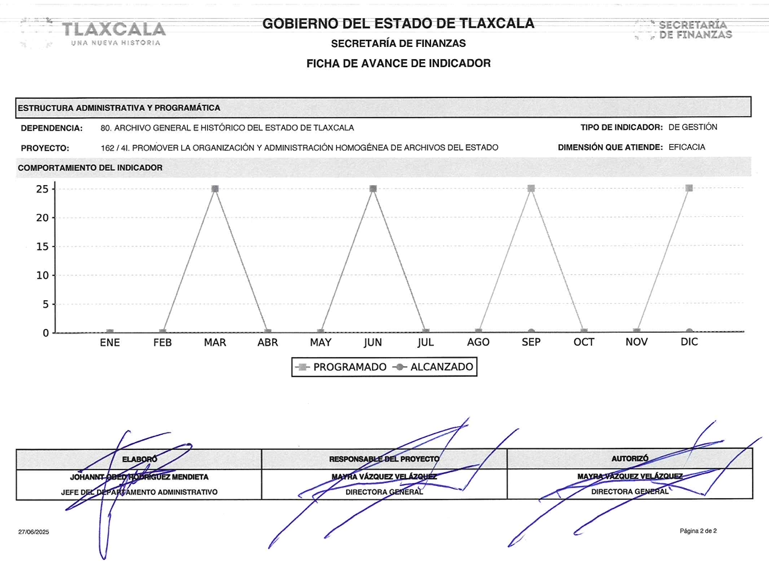 TLAXCALA
UNA NUEVA HISTORIA
GOBIERNO DEL ESTADO DE TLAXCALA
SECRETARÍA DE FINANZAS
FICHA DE AVANCE DE INDICADOR
SECRETARÍA
DE FINANZAS
ESTRUCTURA ADMINISTRATIVA Y PROGRAMÁTICA
DEPENDENCIA: 80. ARCHIVO GENERAL E HISTÓRICO DEL ESTADO DE TLAXCALA TIPO DE INDICADOR: DE GESTIÓN
PROYECTO: 162 / 4I. PROMOVER LA ORGANIZACIÓN Y ADMINISTRACIÓN HOMOGÉNEA DE ARCHIVOS DEL ESTADO DIMENSIÓN QUE ATIENDE: EFICACIA
COMPORTAMIENTO DEL INDICADOR
25
20
15
10
5
0
ENE FEB MAR ABR MAY JUN JUL AGO SEP OCT NOV DIC
PROGRAMADO ALCANZADO
ELABORÓ RESPONSABLE DEL PROYECTO AUTORIZÓ
JOHANNT OBED RODRÍGUEZ MENDIETA MAYRA VÁZQUEZ VELÁZQUEZ MAYRA VÁZQUEZ VELÁZQUEZ
JEFE DEL DEPARTAMENTO ADMINISTRATIVO DIRECTORA GENERAL DIRECTORA GENERAL
27/06/2025 Página 2 de 2